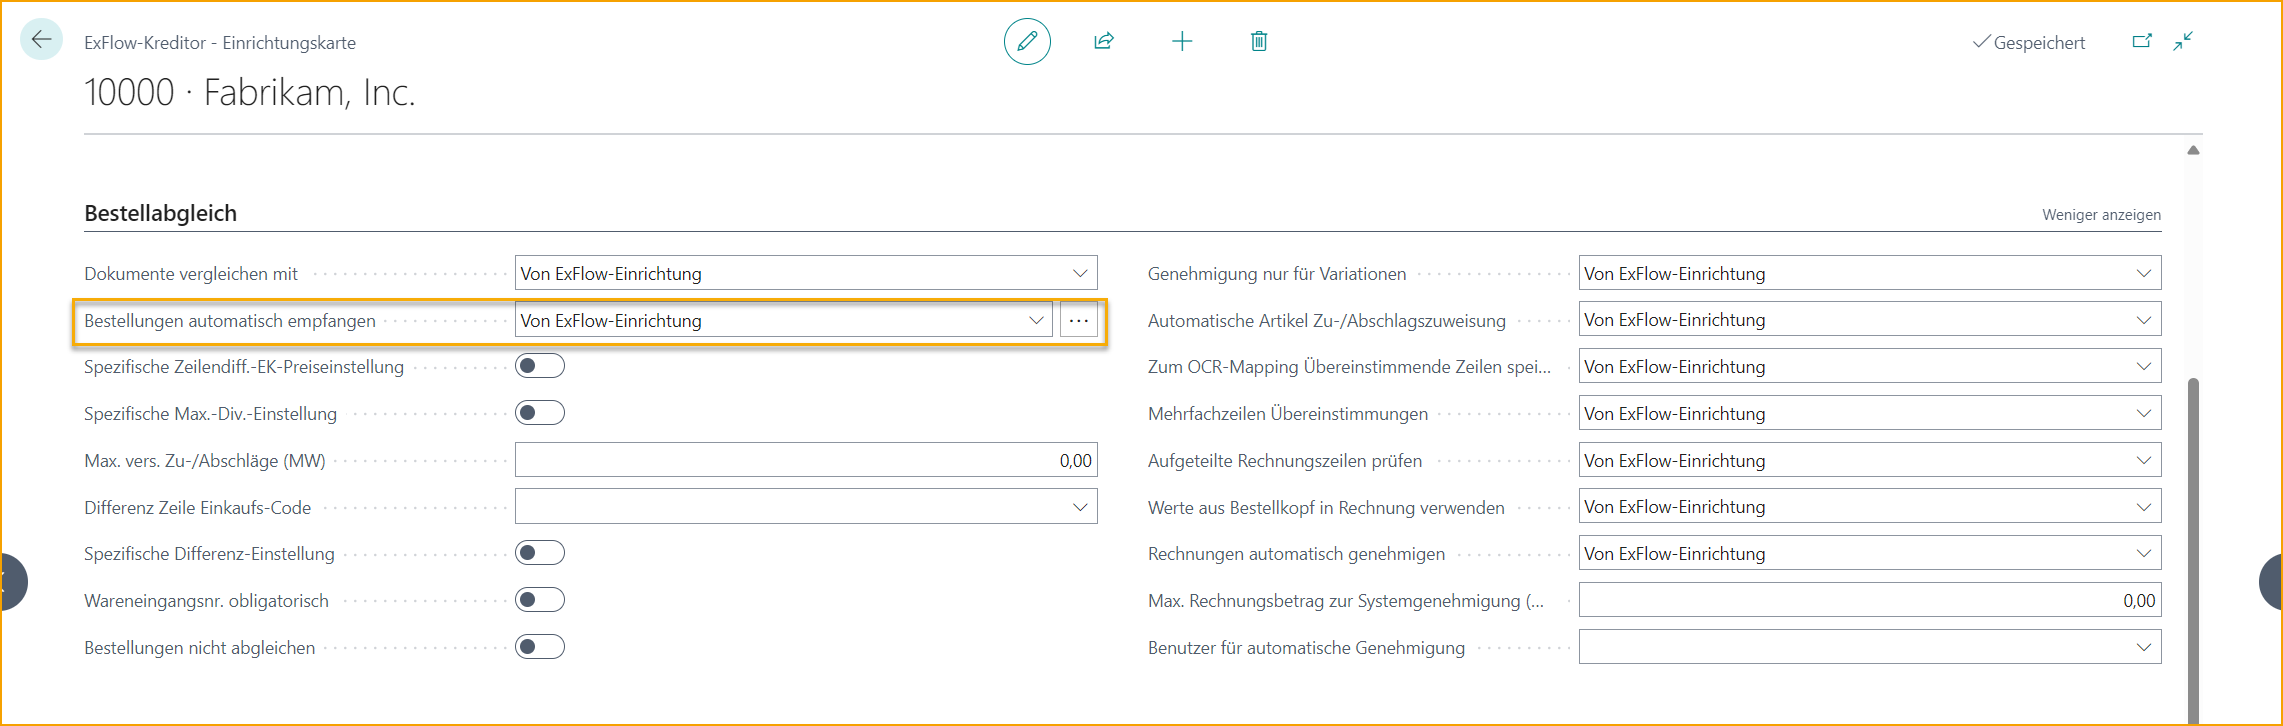 ExFlow-Kreditor - Einrichtungskarte
Gespeichert
10000 · Fabrikam, Inc.
Bestellabgleich
Weniger anzeigen
Dokumente vergleichen mit
Von ExFlow-Einrichtung
Bestellungen automatisch empfangen
Von ExFlow-Einrichtung
Spezifische Zeilendiff.-EK-Preiseinstellung
Spezifische Max.-Div.-Einstellung
Max. vers. Zu-/Abschläge (MW)
0,00
Differenz Zeile Einkaufs-Code
Spezifische Differenz-Einstellung
Wareneingangsnr. obligatorisch
Bestellungen nicht abgleichen
Genehmigung nur für Variationen
Von ExFlow-Einrichtung
Automatische Artikel Zu-/Abschlagszuweisung
Von ExFlow-Einrichtung
Zum OCR-Mapping Übereinstimmende Zeilen spei...
Von ExFlow-Einrichtung
Mehrfachzeilen Übereinstimmungen
Von ExFlow-Einrichtung
Aufgeteilte Rechnungszeilen prüfen
Von ExFlow-Einrichtung
Werte aus Bestellkopf in Rechnung verwenden
Von ExFlow-Einrichtung
Rechnungen automatisch genehmigen
Von ExFlow-Einrichtung
Max. Rechnungsbetrag zur Systemgenehmigung (...
0,00
Benutzer für automatische Genehmigung